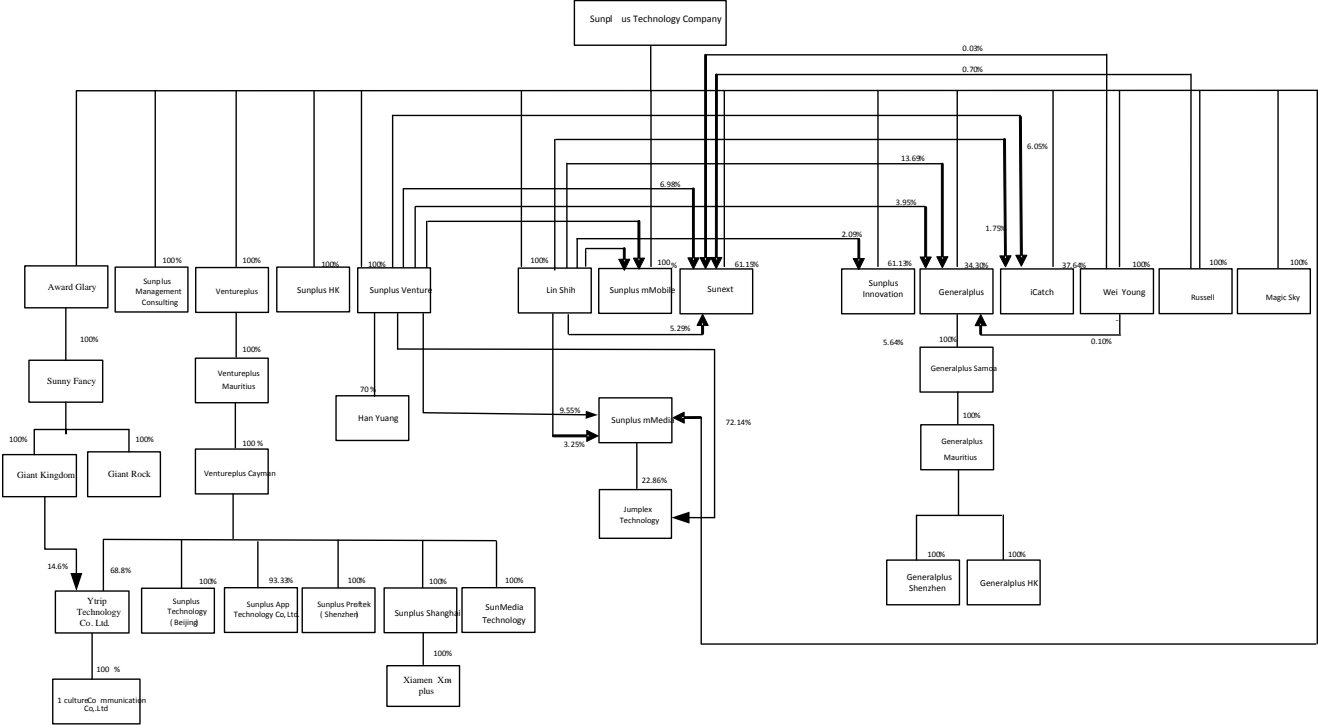 Sunpl us Technology Company
0.03%
0.70%
6.05%
13.69%
6.98%
3.95%
1.75%
2.09%
100%
100%
100%
100%
100%
100%
61.15%
61.13%
34.30%
37.64%
100%
100%
100%
Award Glary
Sunplus
Management
Consulting
Ventureplus
Sunplus HK
Sunplus Venture
Lin Shih
Sunplus mMobile
Sunext
Sunplus
Innovation
Generalplus
iCatch
Wei Young
Russell
Magic Sky
5.29%
5.64%
100%
0.10%
100%
100%
Sunny Fancy
Ventureplus
Mauritius
70 %
Han Yuang
Generalplus Samoa
9.55%
Sunplus mMedia
72.14%
3.25%
100%
100%
100%
100 %
Generalplus
Mauritius
Giant Kingdom
Giant Rock
Ventureplus Cayman
22.86%
Jumplex
Technology
14.6%
68.8%
100%
93.33%
100%
100%
100%
100%
100%
Ytrip
Technology
Co. Ltd.
Sunplus
Technology
( Beijing)
Sunplus App
Technology Co, Ltd.
Sunplus Proftek
( Shenzhen)
Sunplus Shanghai
SunMedia
Technology
Generalplus
Shenzhen
Generalplus HK
100 %
100%
1 culture Co mmunication
Co,.Ltd
Xiamen Xm
plus